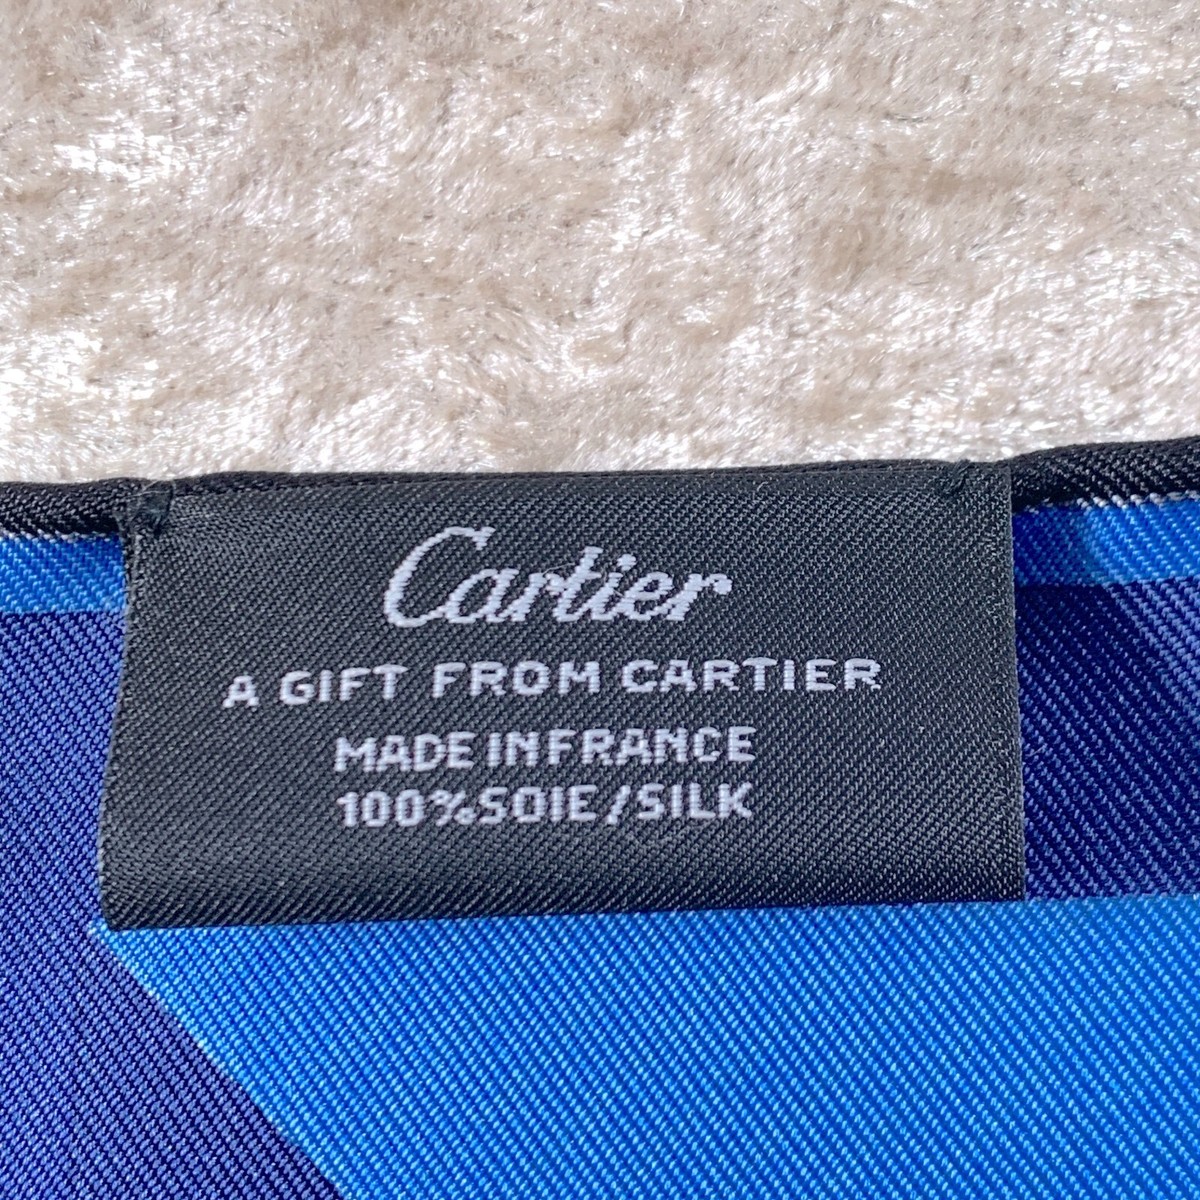 Cartier
A GIFT FROM CARTIER
MADE IN FRANCE
100%SOIE/SILK